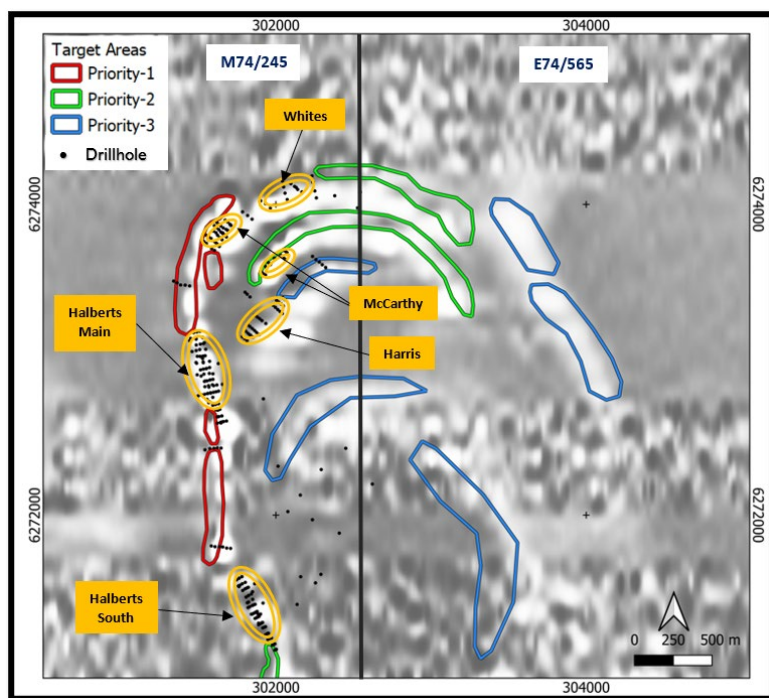 302000
304000
Target Areas
Priority-1
Priority-2
Priority-3
Drillhole
M74/245
E74/565
Whites
6274000
6274000
Halberts
Main
McCarthy
Harris
6272000
6272000
Halberts
South
0 250 500 m
302000
304000